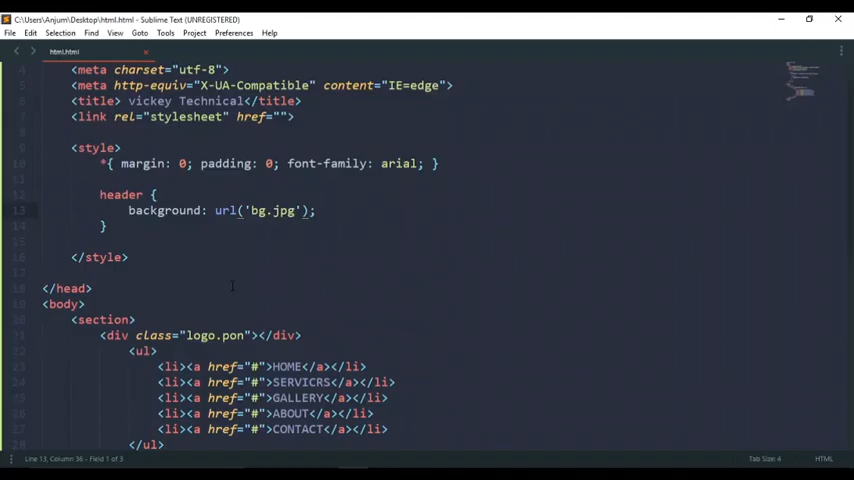 C:\Users\Anjum\Desktop\html.html - Sublime Text (UNREGISTERED)
File Edit Selection Find View Goto Tools Project Preferences Help
html.html
4 <meta charset="utf-8">
5 <meta http-equiv="X-UA-Compatible" content="IE=edge">
6 <title> vickey Technical</title>
7 <link rel="stylesheet" href="">
8
9 <style>
10 *{ margin: 0; padding: 0; font-family: arial; }
11
12 header {
13 background: url('bg.jpg');
14 }
15
16 </style>
17
18 </head>
19 <body>
20 <section>
21 <div class="logo.pon"></div>
22 <ul>
23 <li><a href="#">HOME</a></li>
24 <li><a href="#">SERVICRS</a></li>
25 <li><a href="#">GALLERY</a></li>
26 <li><a href="#">ABOUT</a></li>
27 <li><a href="#">CONTACT</a></li>
28 </ul>
Line 13, Column 36 - Field 1 of 3 Tab Size: 4 HTML